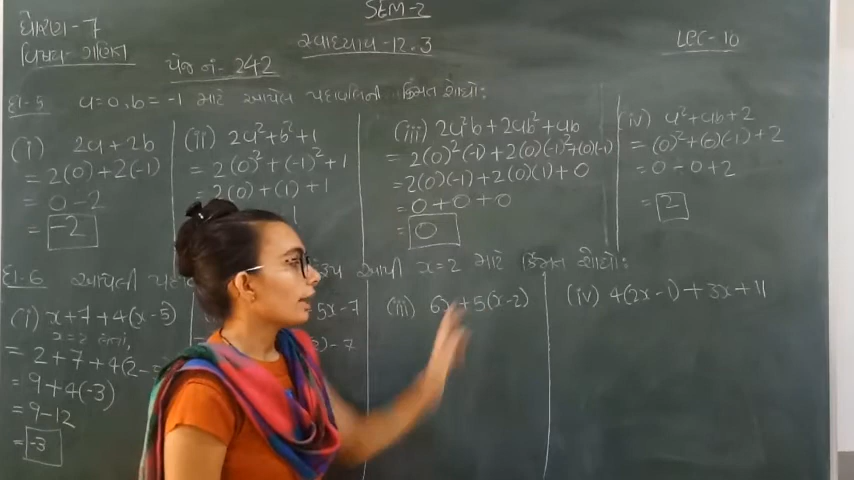 SEM-2
ધોરણ-7
વિષય- ગણિત
સ્વાધ્યાય-12.3
LEC-10
પેજ નં- 242
દા-5 a=0, b=-1 માટે આપેલ પદાવલિની કિંમત શોધો:
(i) 2a+2b
= 2(0)+2(-1)
= 0-2
= -2
(ii) 2a²+b²+1
= 2(0)²+(-1)²+1
= 2(0)+(1)+1
1
(iii) 2a²b+2ab²+ab
= 2(0)²(-1)+2(0)(-1)²+(0)(-1)
= 2(0)(-1)+2(0)(1)+0
= 0+0+0
= 0
(iv) a²+ab+2
= (0)²+(0)(-1)+2
= 0-0+2
= 2
દા-6 આપેલી આપી x=2 માટે કિંમત શોધો:
(i) x+7+4(x-5)
x=2 લેતાં,
= 2+7+4(2-
= 9+4(-3)
= 9-12
= -3
5x-7
)-7
(iii) 6x+5(x-2)
(iv) 4(2x-1)+3x+11